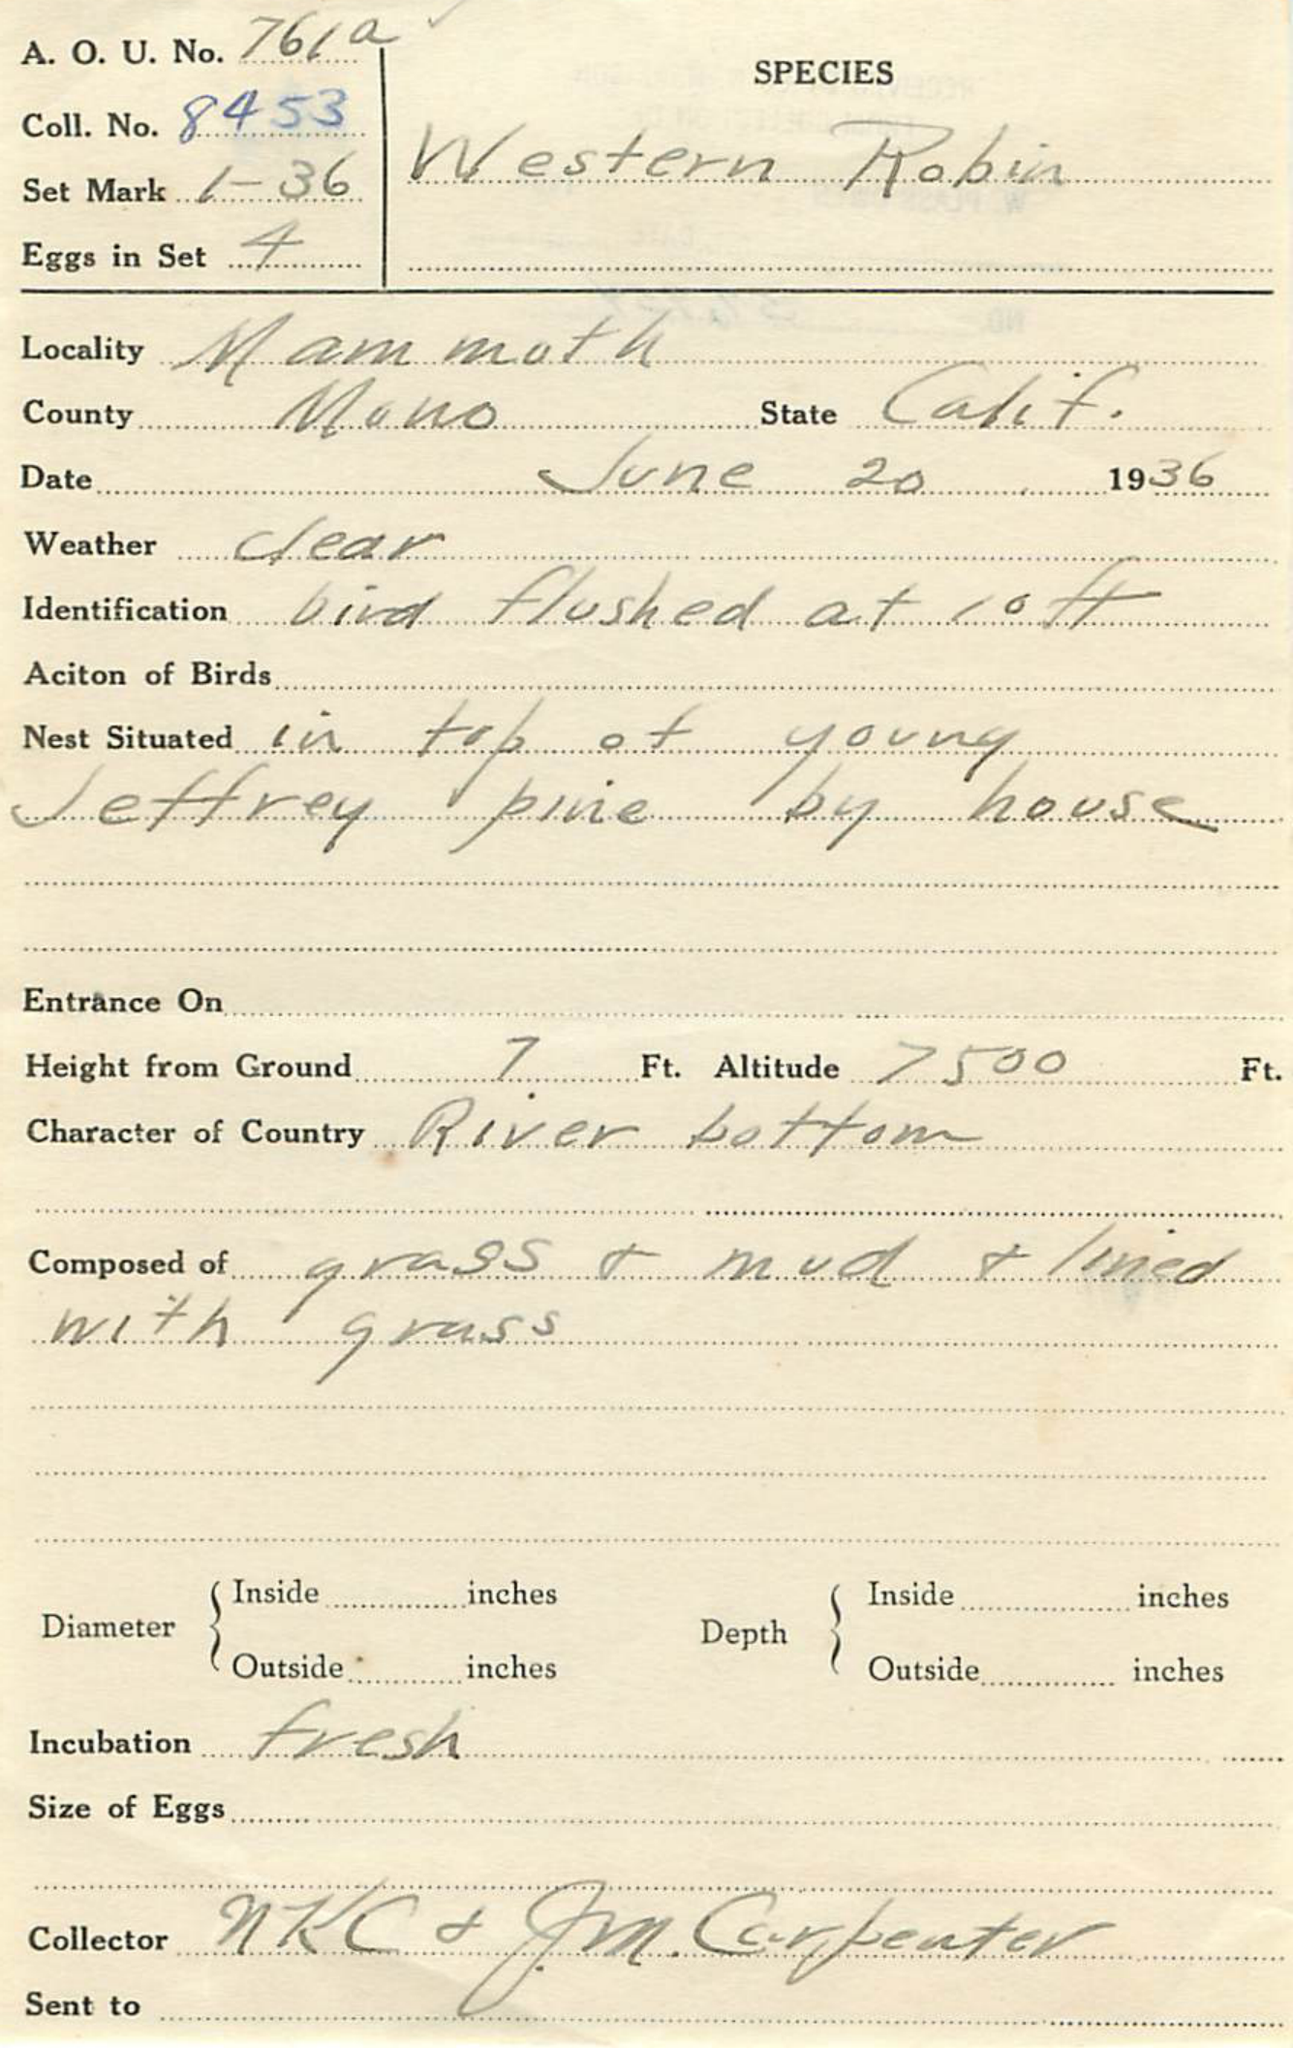 A. O. U. No. 761a
SPECIES
Coll. No. 8453
Western Robin
Set Mark 1-36
Eggs in Set 4
Locality Mammoth
County Mono State Calif.
Date June 20 1936
Weather clear
Identification bird flushed at 10 ft
Aciton of Birds
Nest Situated in top of young
Jeffrey pine by house
Entrance On
Height from Ground 7 Ft. Altitude 7500 Ft.
Character of Country River bottom
Composed of grass + mud + lined
with grass
Diameter { Inside inches Depth { Inside inches
Outside inches Outside inches
Incubation fresh
Size of Eggs
Collector NKC + J.M. Carpenter
Sent to